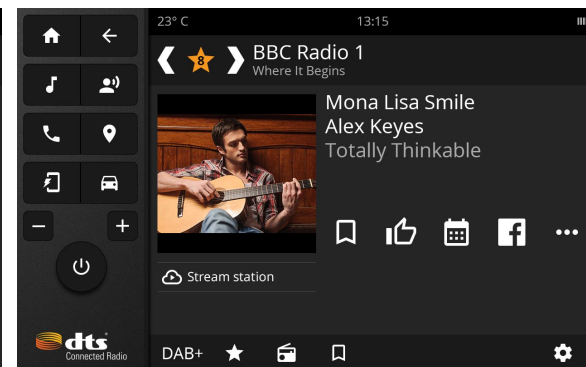 23° C
13:15
8
BBC Radio 1
Where It Begins
Mona Lisa Smile
Alex Keyes
Totally Thinkable
Stream station
dts
Connected Radio
DAB+